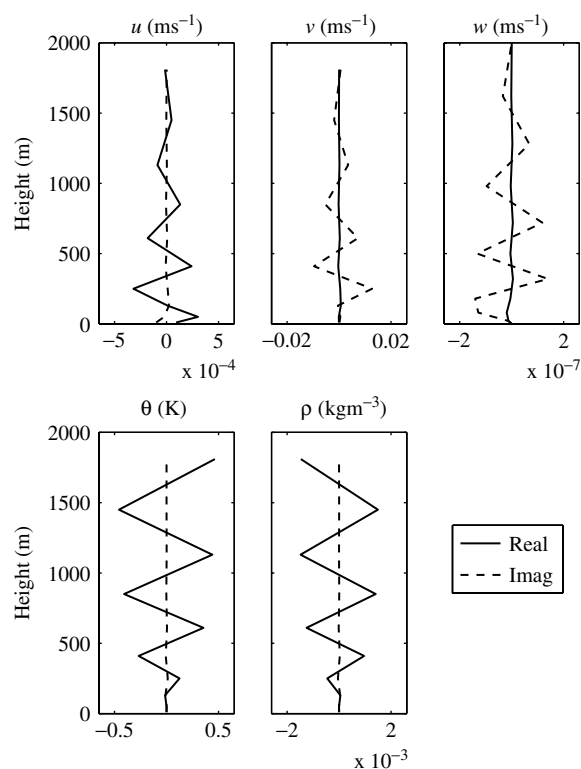 u (ms⁻¹) v (ms⁻¹) w (ms⁻¹)
2000
1500
1000
500
0
Height (m)
−5 0 5
x 10⁻⁴
−0.02 0 0.02
−2 0 2
x 10⁻⁷
θ (K) ρ (kgm⁻³)
2000
1500
1000
500
0
Height (m)
−0.5 0 0.5
−2 0 2
x 10⁻³
Real
Imag